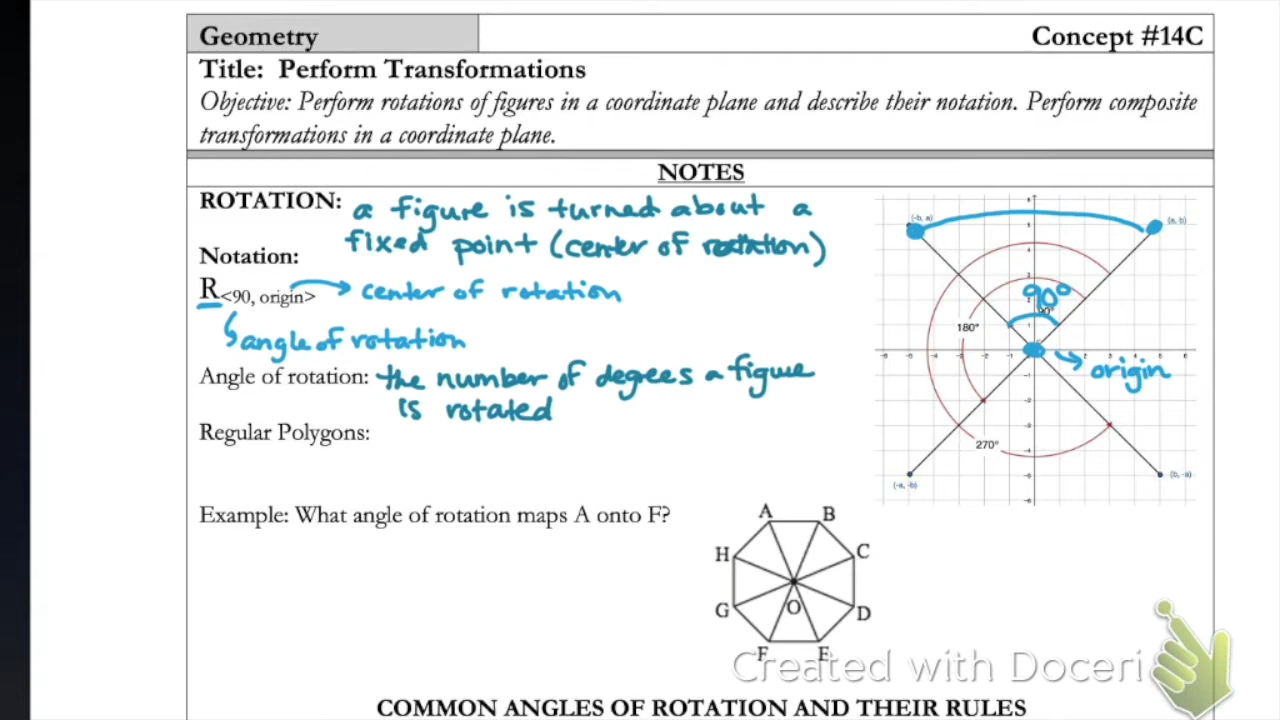 Geometry
Concept #14C
Title: Perform Transformations
Objective: Perform rotations of figures in a coordinate plane and describe their notation. Perform composite
transformations in a coordinate plane.
NOTES
ROTATION: a figure is turned about a
fixed point (center of rotation)
Notation:
R<90, origin> center of rotation
angle of rotation
Angle of rotation: the number of degrees a figure
is rotated
Regular Polygons:
(-b, a)
(a, b)
90°
90°
180°
origin
270°
(-a, -b)
(b, -a)
Example: What angle of rotation maps A onto F?
A B
H C
O
G D
F E
Created with Doceri
COMMON ANGLES OF ROTATION AND THEIR RULES